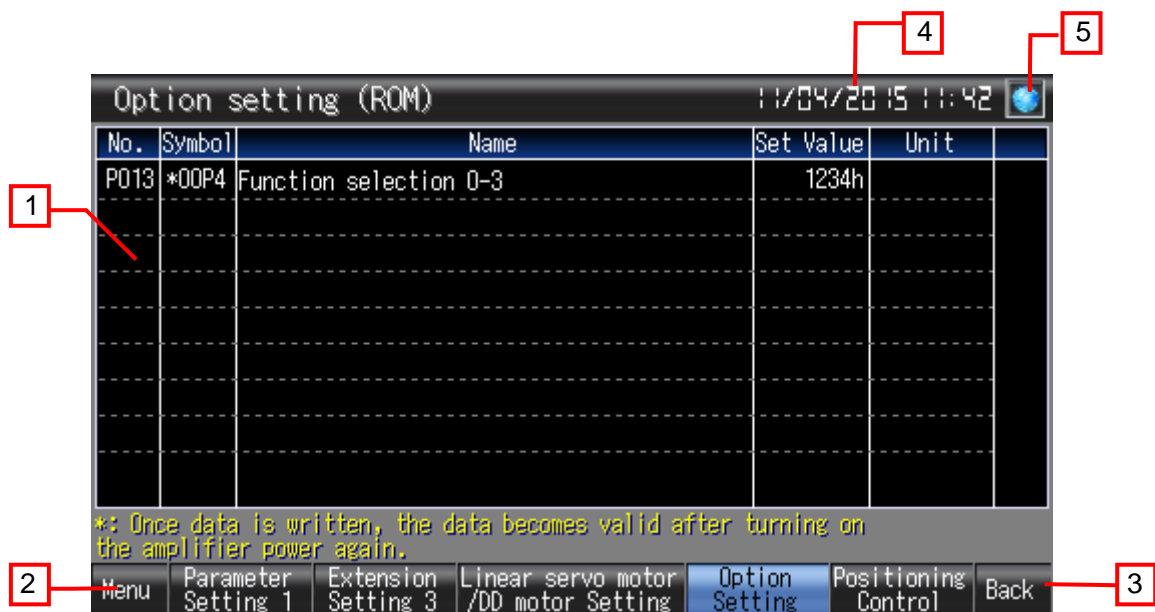 4 5
Option setting (ROM) 11/04/2015 11:42
No. Symbol Name Set Value Unit
P013 *OOP4 Function selection O-3 1234h
1
*: Once data is written, the data becomes valid after turning on
the amplifier power again.
2 3
Menu Parameter Setting 1 Extension Setting 3 Linear servo motor /DD motor Setting Option Setting Positioning Control Back